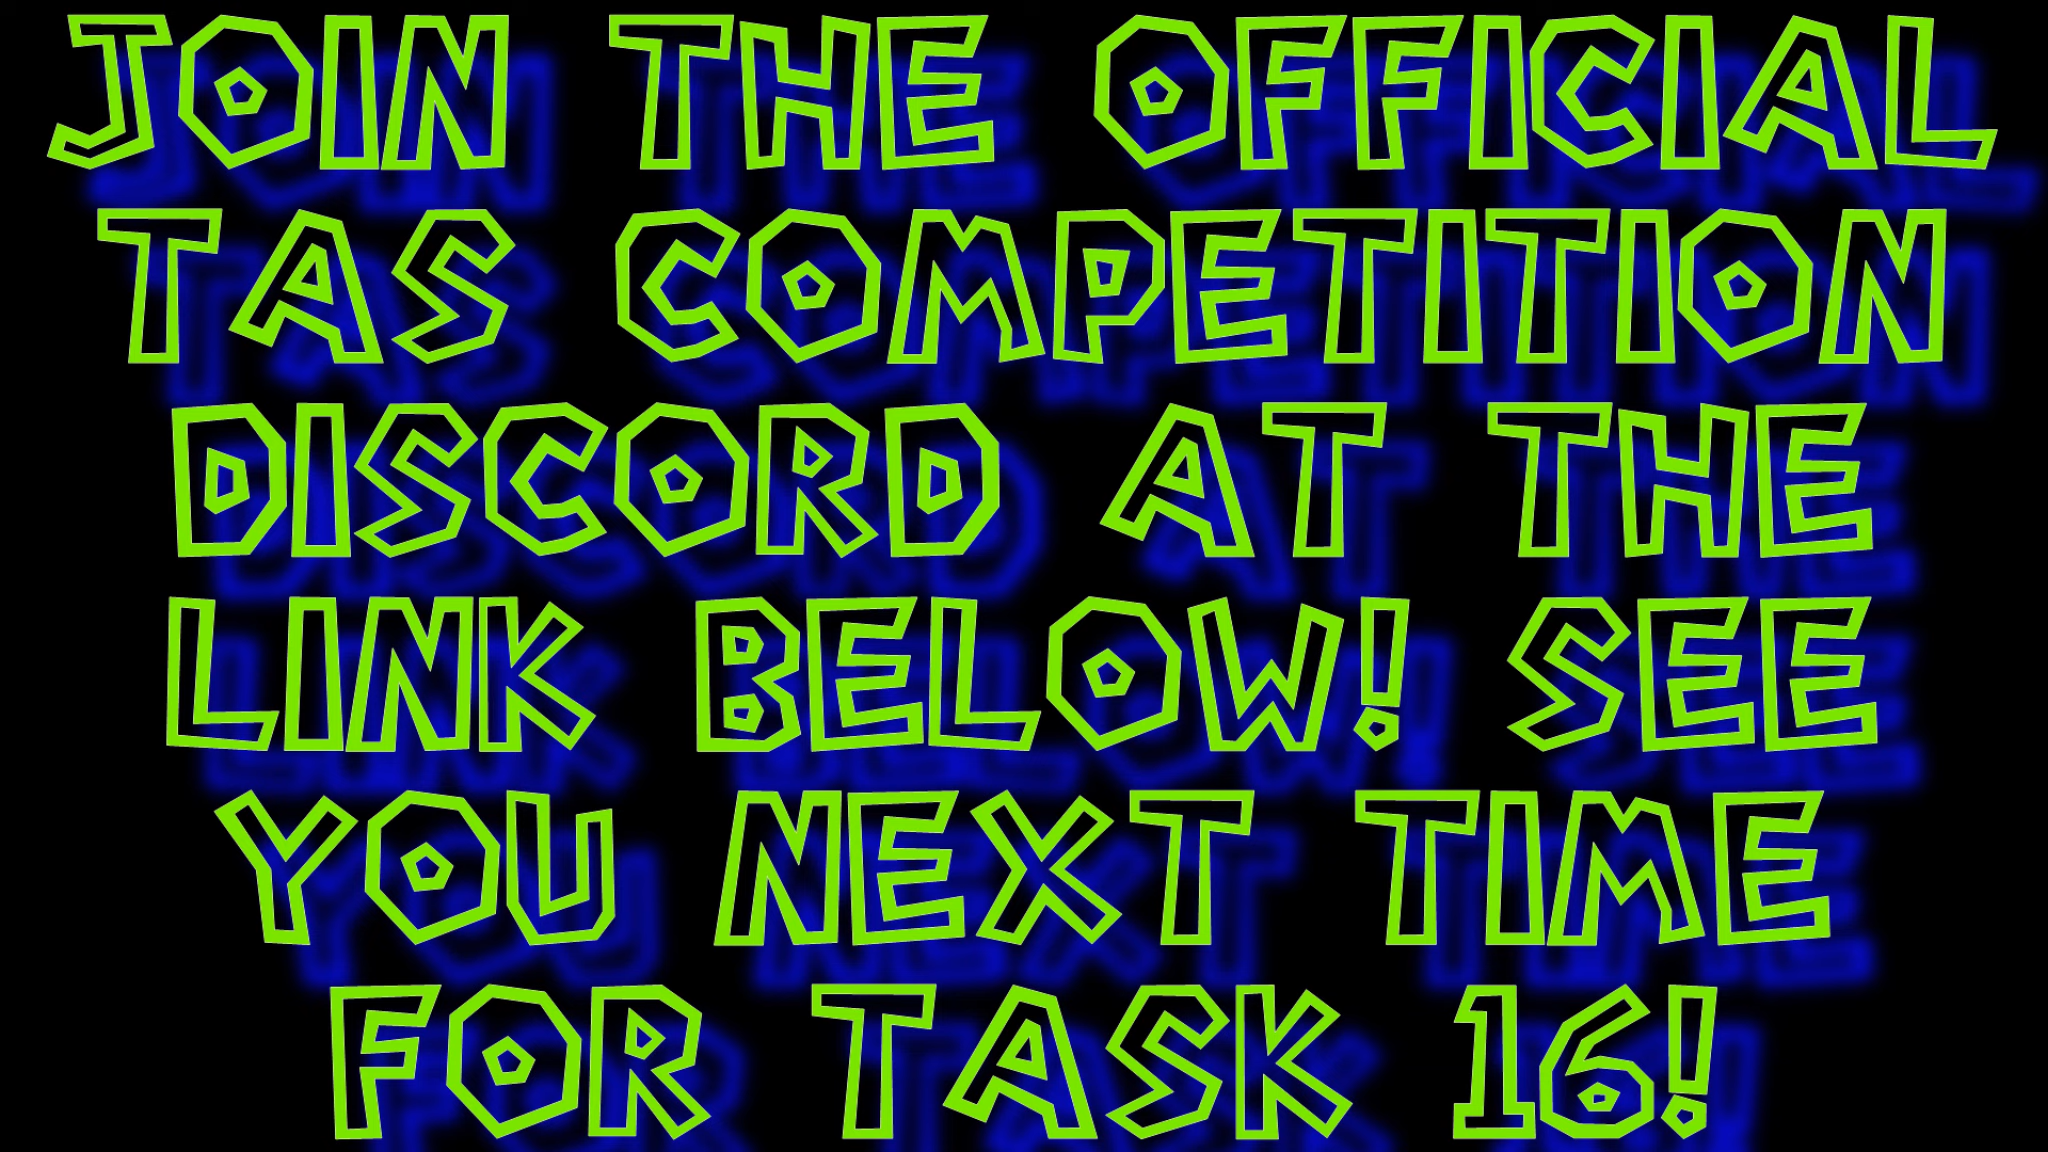 JOIN THE OFFICIAL
TAS COMPETITION
DISCORD AT THE
LINK BELOW! SEE
YOU NEXT TIME
FOR TASK 16!